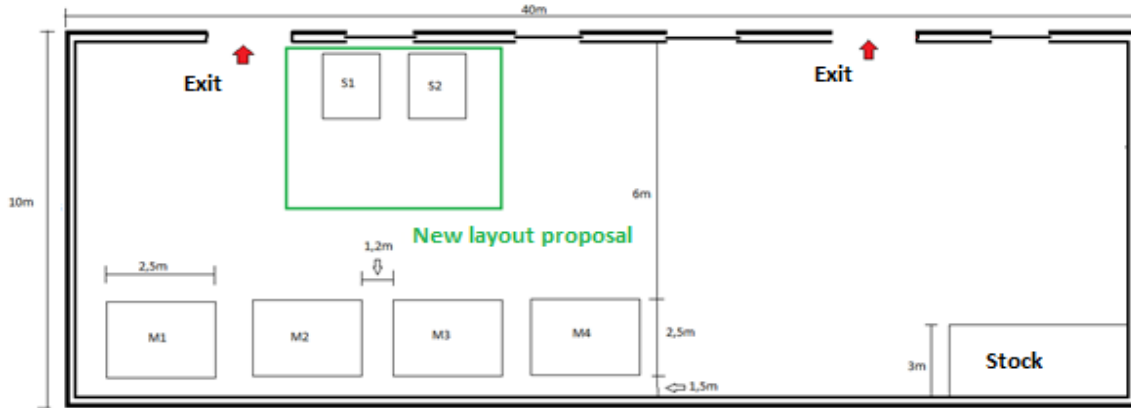 40m
S1
S2
Exit
Exit
10m
6m
New layout proposal
1,2m
2,5m
M1
M2
M3
M4
2,5m
3m
Stock
1,5m